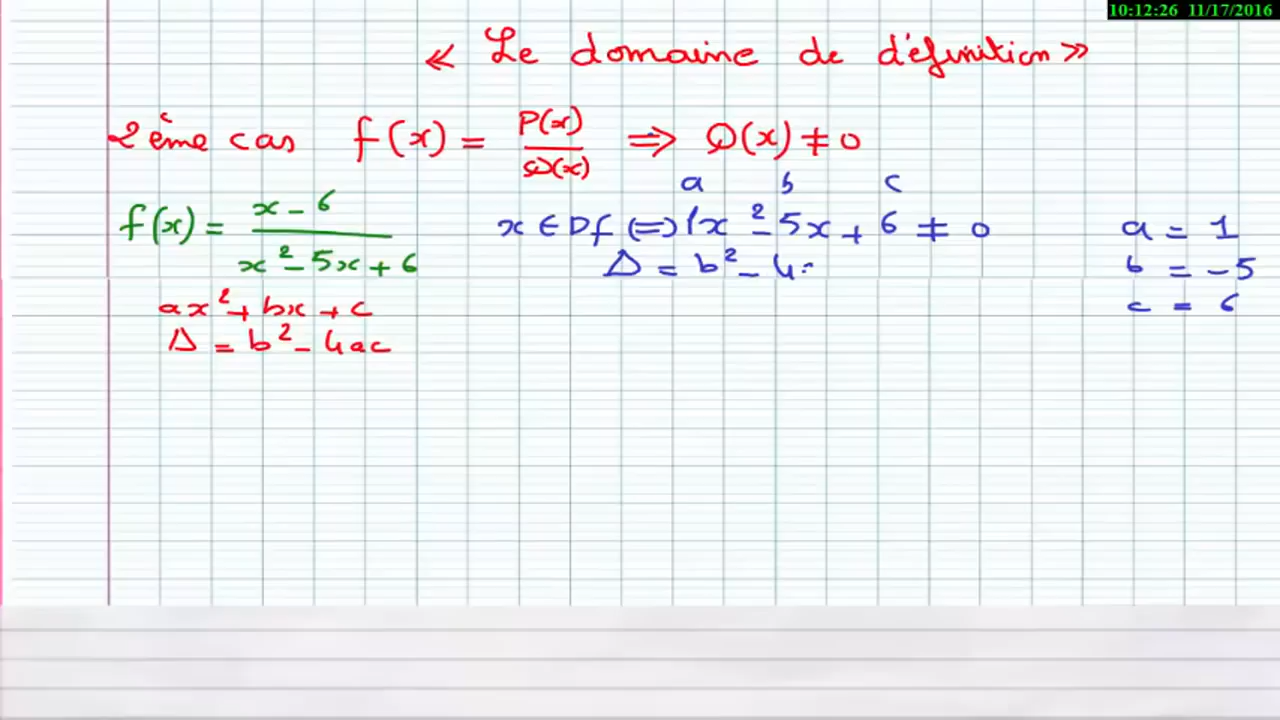 10:12:26 11/17/2016
« Le domaine de définition »
2ème cas f(x) = P(x)/Q(x) ⇒ Q(x) ≠ 0
a b c
f(x) = x - 6 / x² - 5x + 6
x ∈ Df ⇔ 1x² - 5x + 6 ≠ 0
a = 1
Δ = b² - 4
b = -5
ax² + bx + c
c = 6
Δ = b² - 4ac